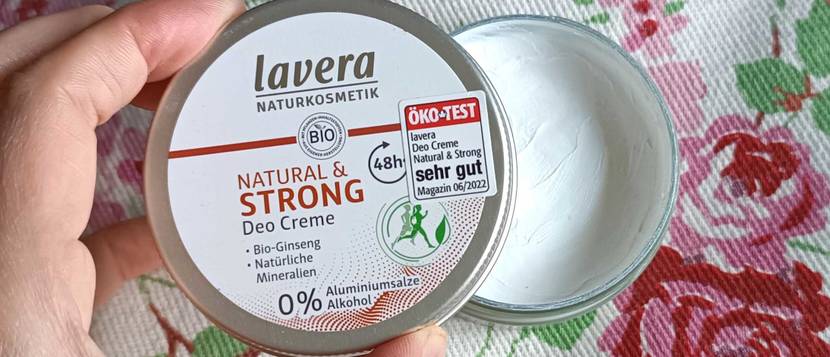 lavera
NATURKOSMETIK
BIO
NATURAL &
STRONG
Deo Creme
• Bio-Ginseng
• Natürliche
Mineralien
0% Aluminiumsalze
Alkohol
48h
ÖKO-TEST
lavera
Deo Creme
Natural & Strong
sehr gut
Magazin 06/2022